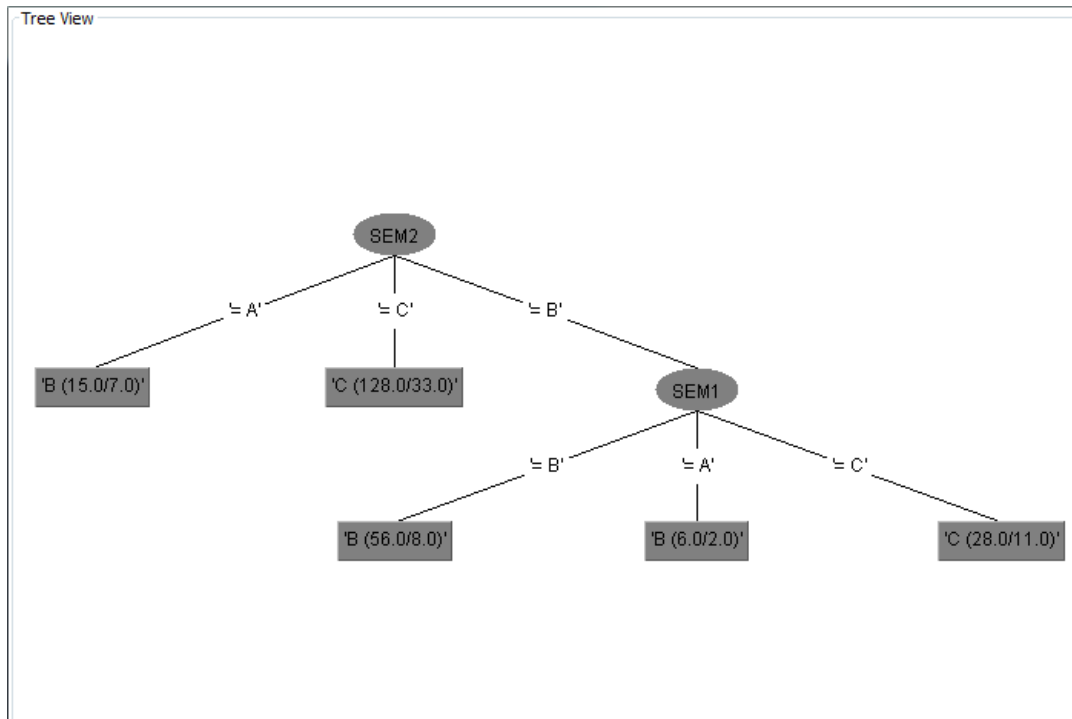 Tree View
SEM2
'= A'
'= C'
'= B'
'B (15.0/7.0)'
'C (128.0/33.0)'
SEM1
'= B'
'= A'
'= C'
'B (56.0/8.0)'
'B (6.0/2.0)'
'C (28.0/11.0)'